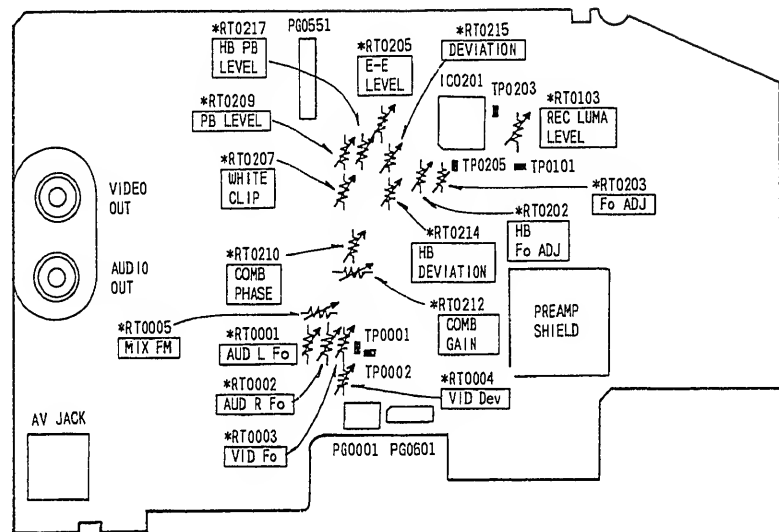 *RT0217
HB PB
LEVEL
PG0551
*RT0205
E-E
LEVEL
*RT0215
DEVIATION
IC0201
TP0203
*RT0103
REC LUMA
LEVEL
*RT0209
PB LEVEL
*RT0207
WHITE
CLIP
TP0205
TP0101
*RT0203
Fo ADJ
*RT0202
HB
Fo ADJ
VIDEO
OUT
AUDIO
OUT
*RT0210
COMB
PHASE
*RT0214
HB
DEVIATION
*RT0212
COMB
GAIN
PREAMP
SHIELD
*RT0005
MIX FM
*RT0001
AUD L Fo
TP0001
TP0002
*RT0002
AUD R Fo
*RT0004
VID Dev
*RT0003
VID Fo
AV JACK
PG0001
PG0601